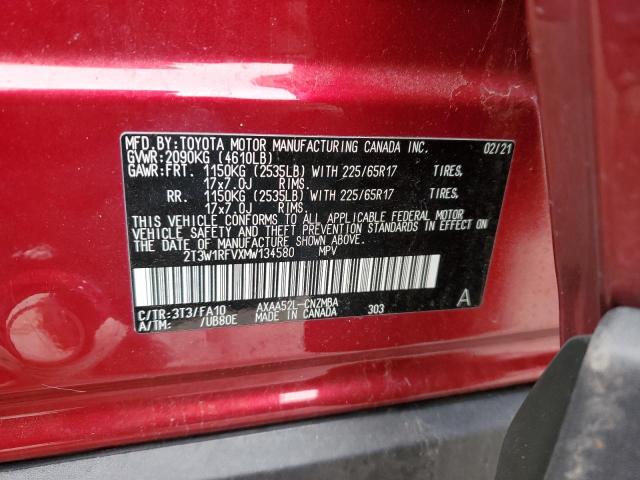 MFD.BY:TOYOTA MOTOR MANUFACTURING CANADA INC. 02/21
GVWR:2090KG (4610LB)
GAWR:FRT. 1150KG (2535LB) WITH 225/65R17 TIRES,
17x7.0J RIMS.
RR. 1150KG (2535LB) WITH 225/65R17 TIRES,
17x7.0J RIMS.
THIS VEHICLE CONFORMS TO ALL APPLICABLE FEDERAL MOTOR
VEHICLE SAFETY AND THEFT PREVENTION STANDARDS IN EFFECT ON
THE DATE OF MANUFACTURE SHOWN ABOVE.
2T3W1RFVXMW134580 MPV
C/TR:3T3/FA10 AXAA52L-CNZMBA A
A/TM: /UB80E MADE IN CANADA 303